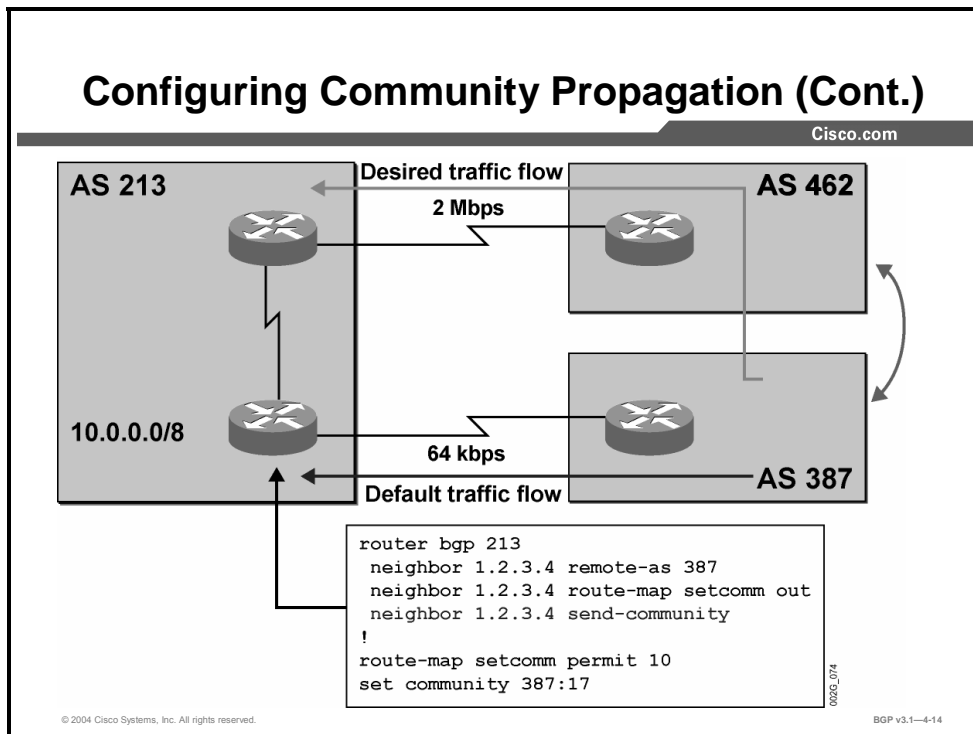 Configuring Community Propagation (Cont.)
Cisco.com
AS 213
Desired traffic flow
AS 462
2 Mbps
10.0.0.0/8
64 kbps
AS 387
Default traffic flow
router bgp 213
 neighbor 1.2.3.4 remote-as 387
 neighbor 1.2.3.4 route-map setcomm out
 neighbor 1.2.3.4 send-community
!
route-map setcomm permit 10
set community 387:17
002G_074
© 2004 Cisco Systems, Inc. All rights reserved.
BGP v3.1—4-14